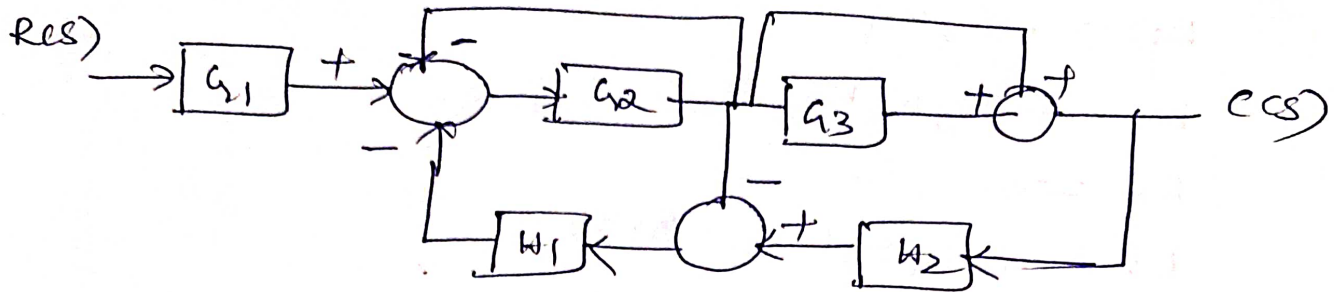 R(S)
G1
+
-
-
G2
G3
+
+
C(S)
-
+
H1
H2